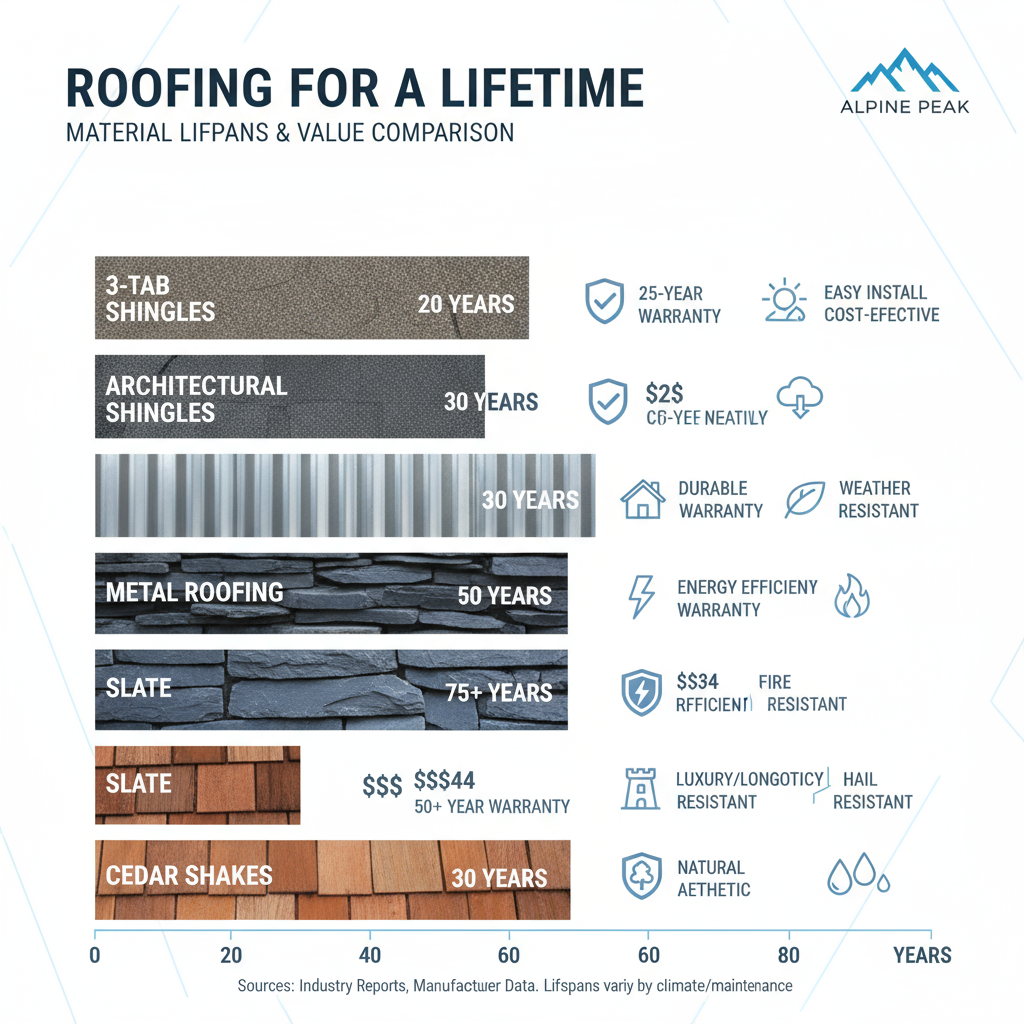 ROOFING FOR A LIFETIME
MATERIAL LIFPANS & VALUE COMPARISON
ALPINE PEAK
3-TAB
SHINGLES
20 YEARS
25-YEAR
WARRANTY
EASY INSTALL
COST-EFECTIVE
ARCHITECTURAL
SHINGLES
30 YEARS
$2$
30 YEARS
DURABLE
WARRANTY
WEATHER
RESISTANT
METAL ROOFING
50 YEARS
ENERGY EFFICIENY
WARRANTY
SLATE
75+ YEARS
$$34
FIRE
RESISTANT
SLATE
$$$
$$$44
50+ YEAR WARRANTY
LUXURY/LONGOTICY
RESISTANT
HAIL
RESISTANT
CEDAR SHAKES
30 YEARS
NATURAL
AETHETIC
0 20 40 60 60 80 YEARS
Sources: Industry Reports, Manufactuer Data. Lifspans variy by climate/maintenance